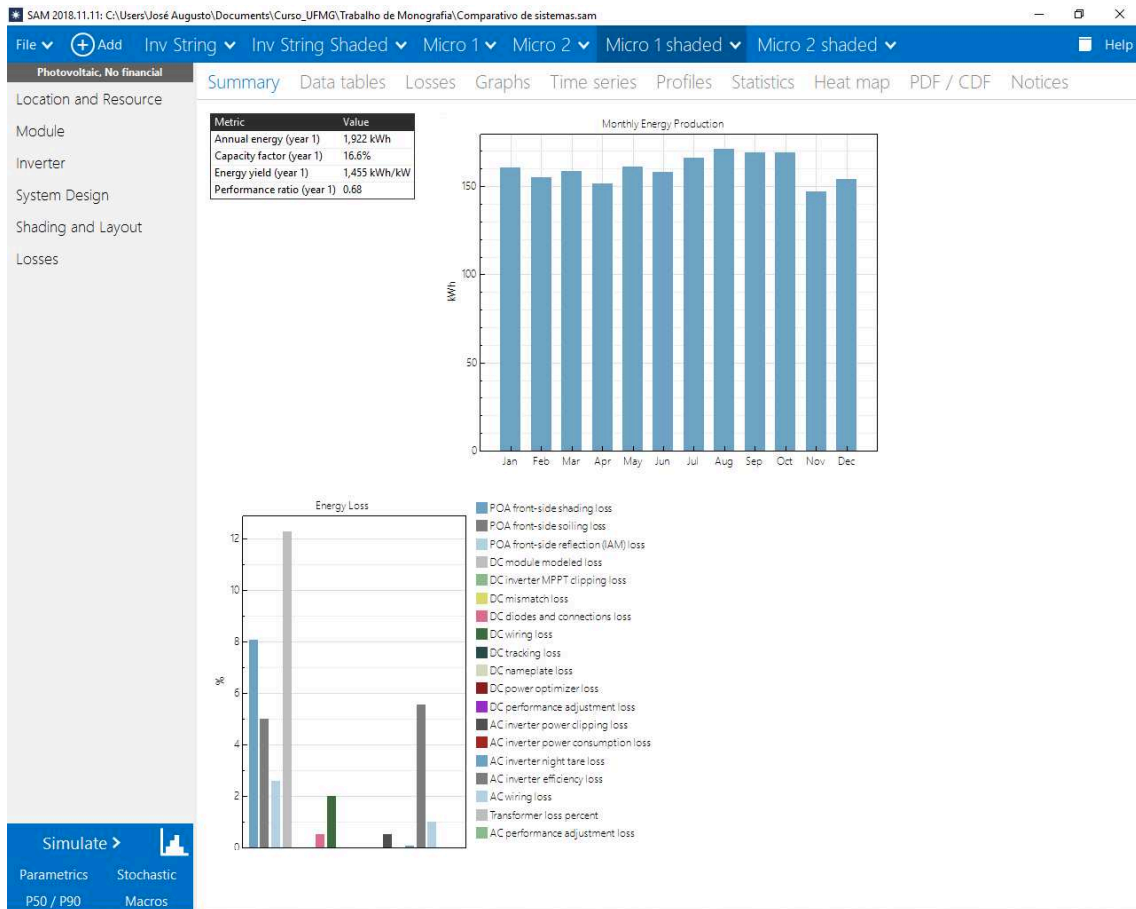 SAM 2018.11.11: C:\Users\José Augusto\Documents\Curso_UFMG\Trabalho de Monografia\Comparativo de sistemas.sam
File Add Inv String Inv String Shaded Micro 1 Micro 2 Micro 1 shaded Micro 2 shaded Help
Photovoltaic, No financial
Location and Resource
Module
Inverter
System Design
Shading and Layout
Losses
Summary Data tables Losses Graphs Time series Profiles Statistics Heat map PDF / CDF Notices
Metric Value
Annual energy (year 1) 1,922 kWh
Capacity factor (year 1) 16.6%
Energy yield (year 1) 1,455 kWh/kW
Performance ratio (year 1) 0.68
Monthly Energy Production
150
100
50
0
kWh
Jan Feb Mar Apr May Jun Jul Aug Sep Oct Nov Dec
Energy Loss
12
10
8
6
4
2
0
%
POA front-side shading loss
POA front-side soiling loss
POA front-side reflection (IAM) loss
DC module modeled loss
DC inverter MPPT clipping loss
DC mismatch loss
DC diodes and connections loss
DC wiring loss
DC tracking loss
DC nameplate loss
DC power optimizer loss
DC performance adjustment loss
AC inverter power clipping loss
AC inverter power consumption loss
AC inverter night tare loss
AC inverter efficiency loss
AC wiring loss
Transformer loss percent
AC performance adjustment loss
Simulate >
Parametrics Stochastic
P50 / P90 Macros